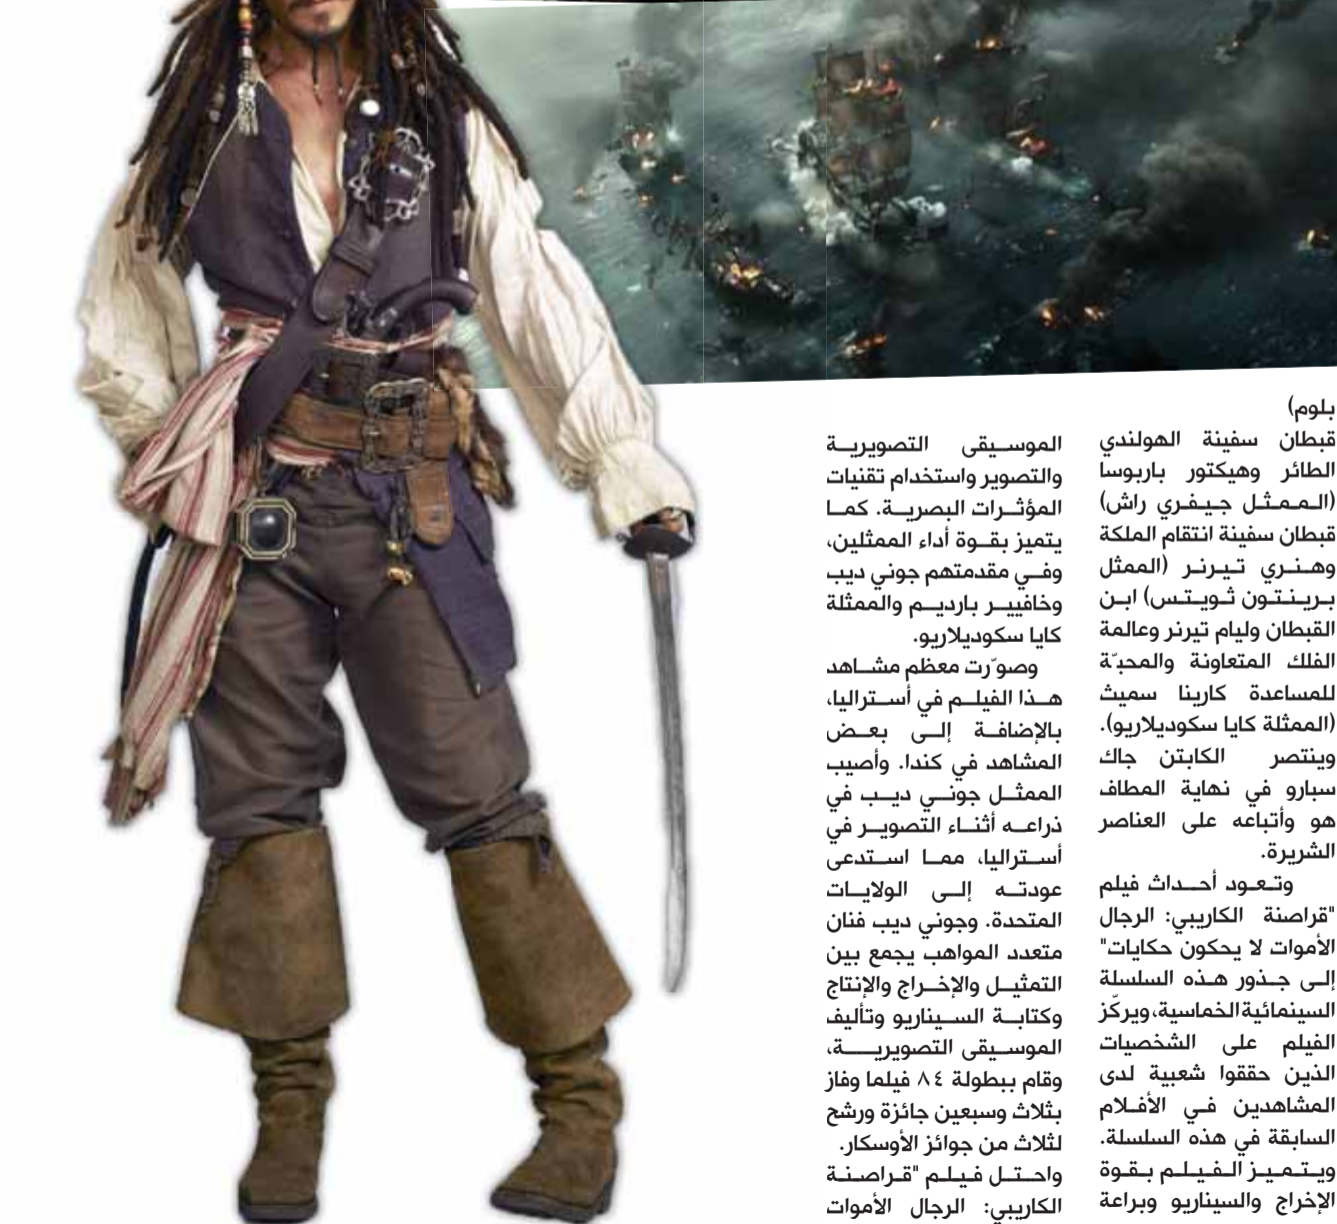 بلوم)
قبطان سفينة الهولندي
الطائر وهيكتور باربوسا
(الممثل جيفري راش)
قبطان سفينة انتقام الملكة
وهنري تيرنر (الممثل
برينتون ثويتس) ابن
القبطان وليام تيرنر وعالمة
الفلك المتعاونة والمحبّة
للمساعدة كارينا سميث
(الممثلة كايا سكوديلاريو).
وينتصر الكابتن جاك
سبارو في نهاية المطاف
هو وأتباعه على العناصر
الشريرة.
وتعود أحداث فيلم
"قراصنة الكاريبي: الرجال
الأموات لا يحكون حكايات"
إلى جذور هذه السلسلة
السينمائية الخماسية، ويركّز
الفيلم على الشخصيات
الذين حققوا شعبية لدى
المشاهدين في الأفلام
السابقة في هذه السلسلة.
ويتميز الفيلم بقوة
الإخراج والسيناريو وبراعة
الموسيقى التصويرية
والتصوير واستخدام تقنيات
المؤثرات البصرية. كما
يتميز بقوة أداء الممثلين،
وفي مقدمتهم جوني ديب
وخافيير بارديم والممثلة
كايا سكوديلاريو.
وصوّرت معظم مشاهد
هذا الفيلم في أستراليا،
بالإضافة إلى بعض
المشاهد في كندا. وأصيب
الممثل جوني ديب في
ذراعه أثناء التصوير في
أستراليا، مما استدعى
عودته إلى الولايات
المتحدة. وجوني ديب فنان
متعدد المواهب يجمع بين
التمثيل والإخراج والإنتاج
وكتابة السيناريو وتأليف
الموسيقى التصويرية،
وقام ببطولة ٨٤ فيلما وفاز
بثلاث وسبعين جائزة ورشح
لثلاث من جوائز الأوسكار.
واحتل فيلم "قراصنة
الكاريبي: الرجال الأموات